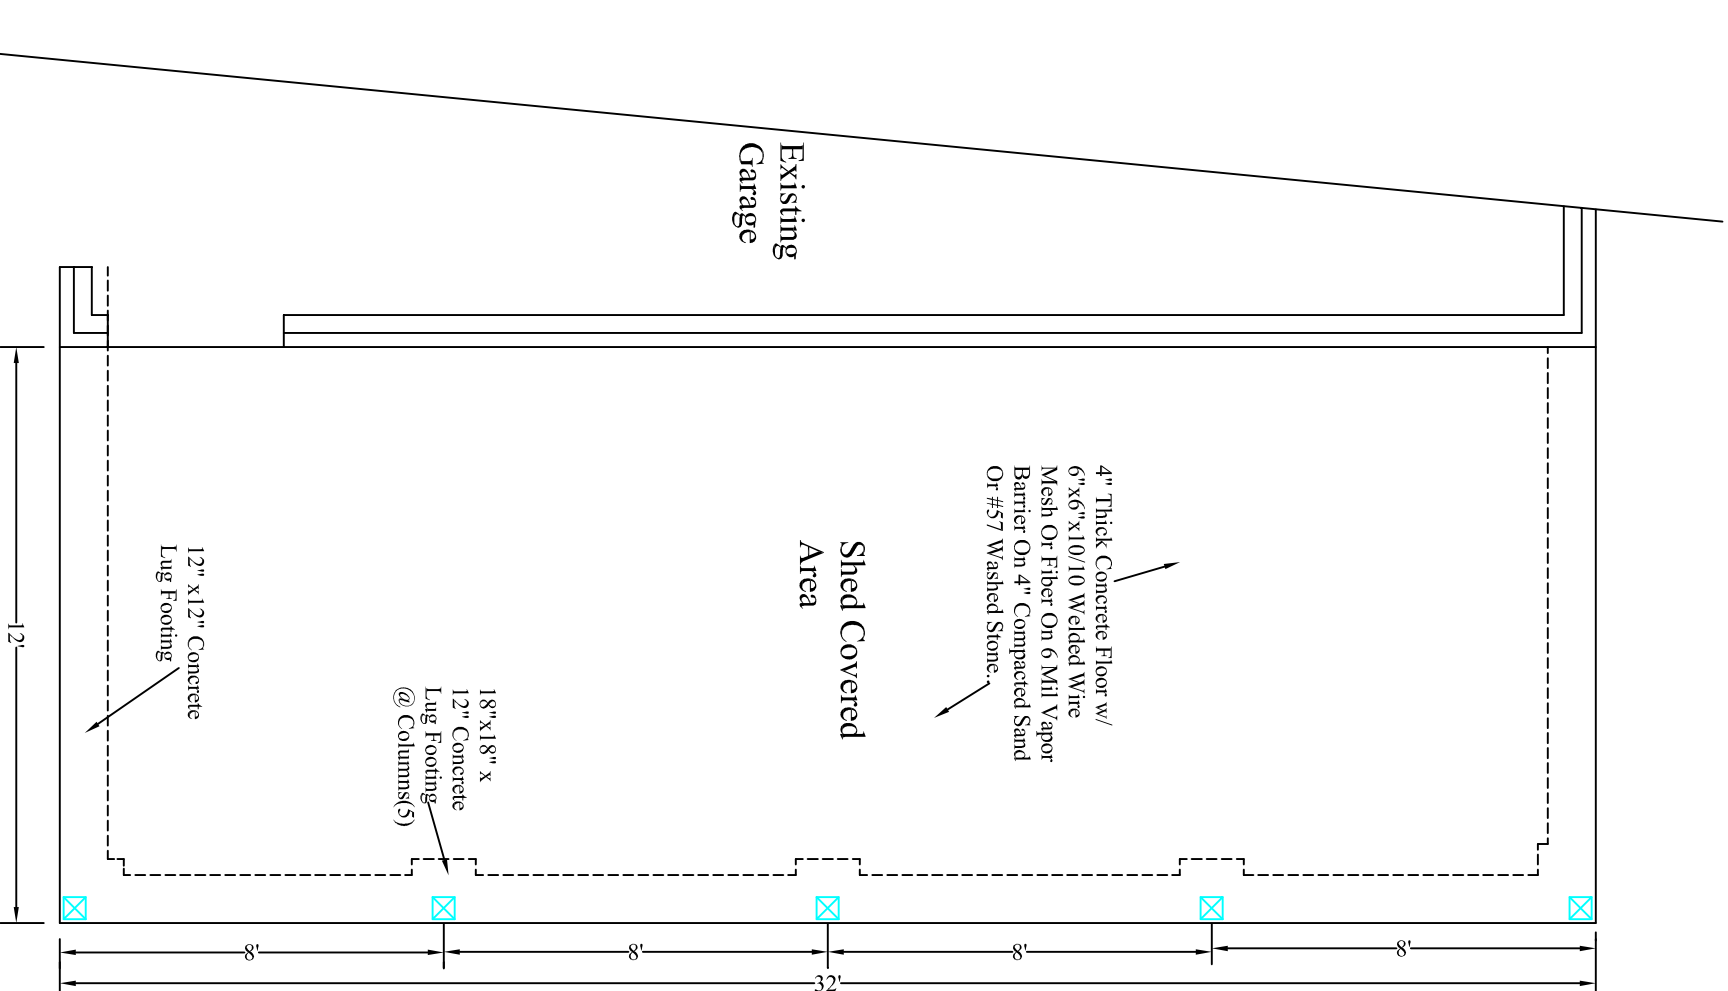 Existing
Garage
4" Thick Concrete Floor w/
6"x6"x10/10 Welded Wire
Mesh Or Fiber On 6 Mil Vapor
Barrier On 4" Compacted Sand
Or #57 Washed Stone.
Shed Covered
Area
12" x12" Concrete
Lug Footing
18"x18" x
12" Concrete
Lug Footing
@ Columns(5)
12'
8'
8'
8'
8'
32'